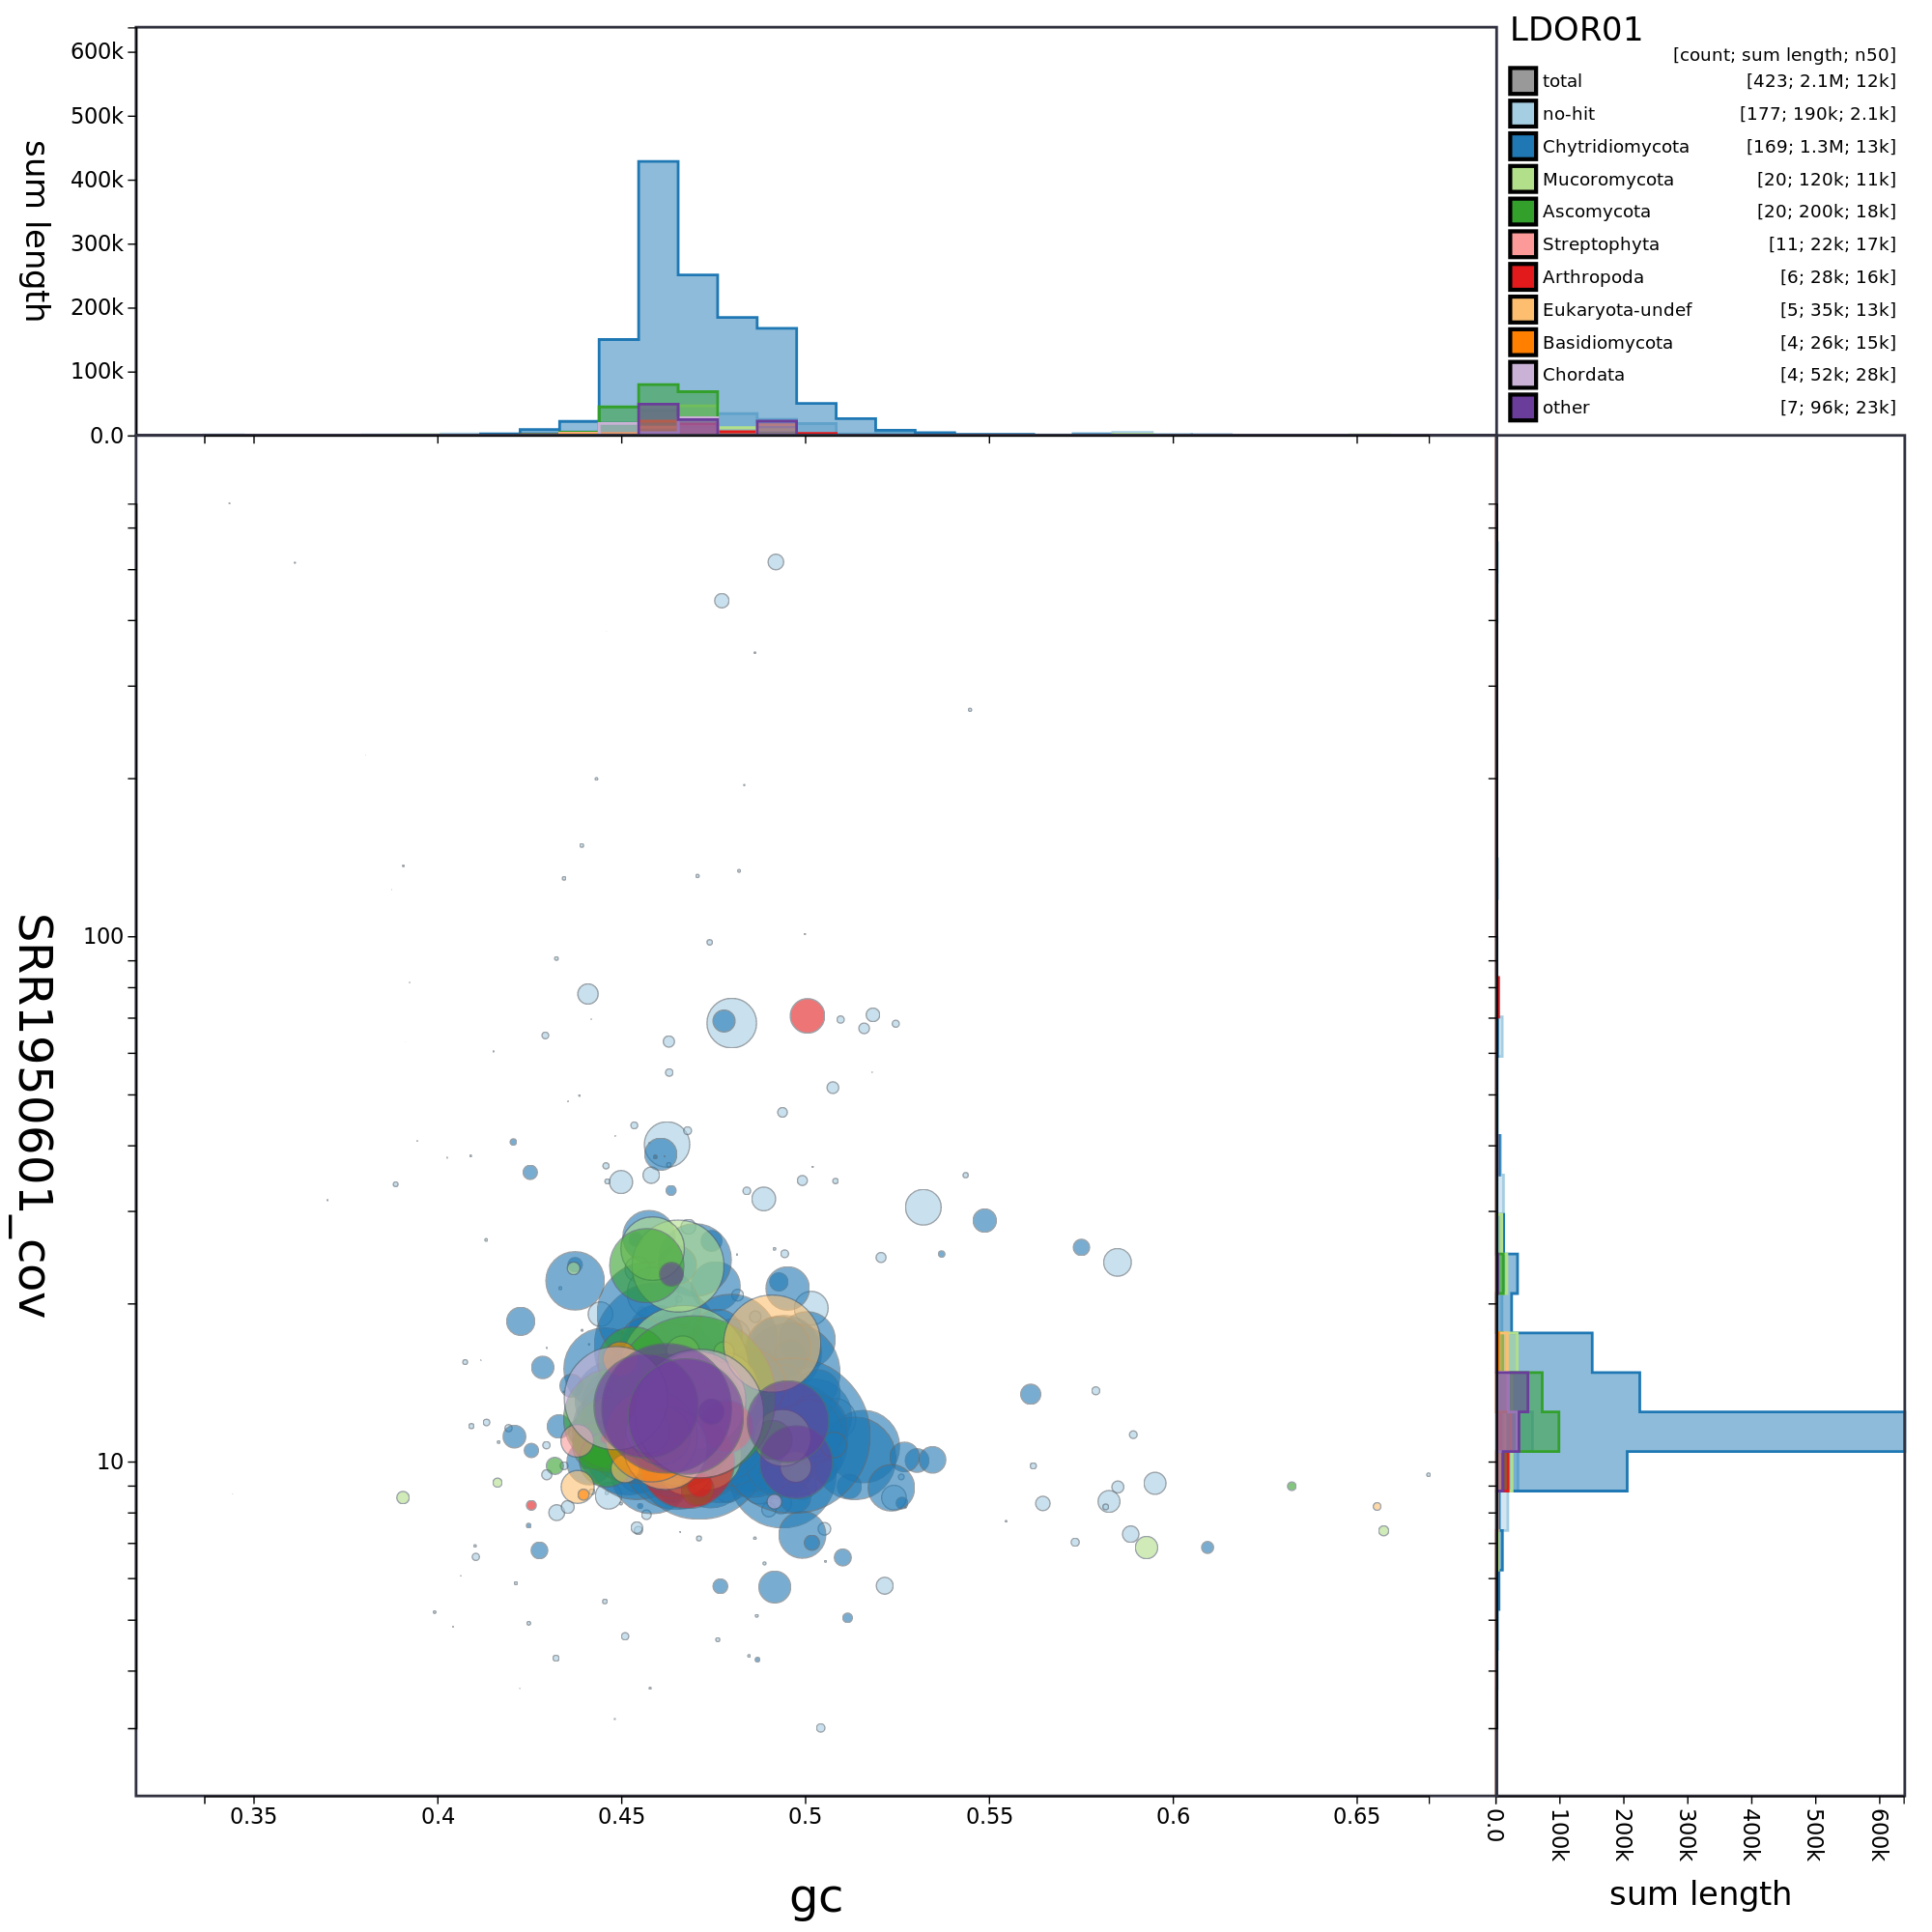 LDOR01
[count; sum length; n50]
total [423; 2.1M; 12k]
no-hit [177; 190k; 2.1k]
Chytridiomycota [169; 1.3M; 13k]
Mucoromycota [20; 120k; 11k]
Ascomycota [20; 200k; 18k]
Streptophyta [11; 22k; 17k]
Arthropoda [6; 28k; 16k]
Eukaryota-undef [5; 35k; 13k]
Basidiomycota [4; 26k; 15k]
Chordata [4; 52k; 28k]
other [7; 96k; 23k]
sum length
600k
500k
400k
300k
200k
100k
0.0
SRR1950601_cov
100
10
0.35 0.4 0.45 0.5 0.55 0.6 0.65
gc
0.0 100k 200k 300k 400k 500k 600k
sum length